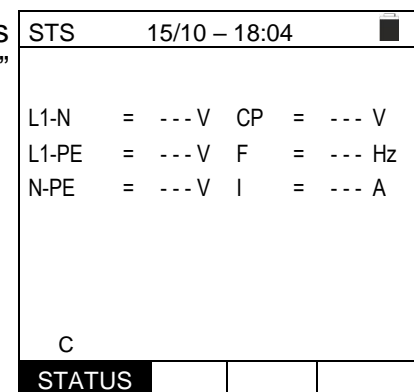 S
”
STS 15/10 – 18:04
L1-N = - - - V CP = - - - V
L1-PE = - - - V F = - - - Hz
N-PE = - - - V I = - - - A
C
STATUS